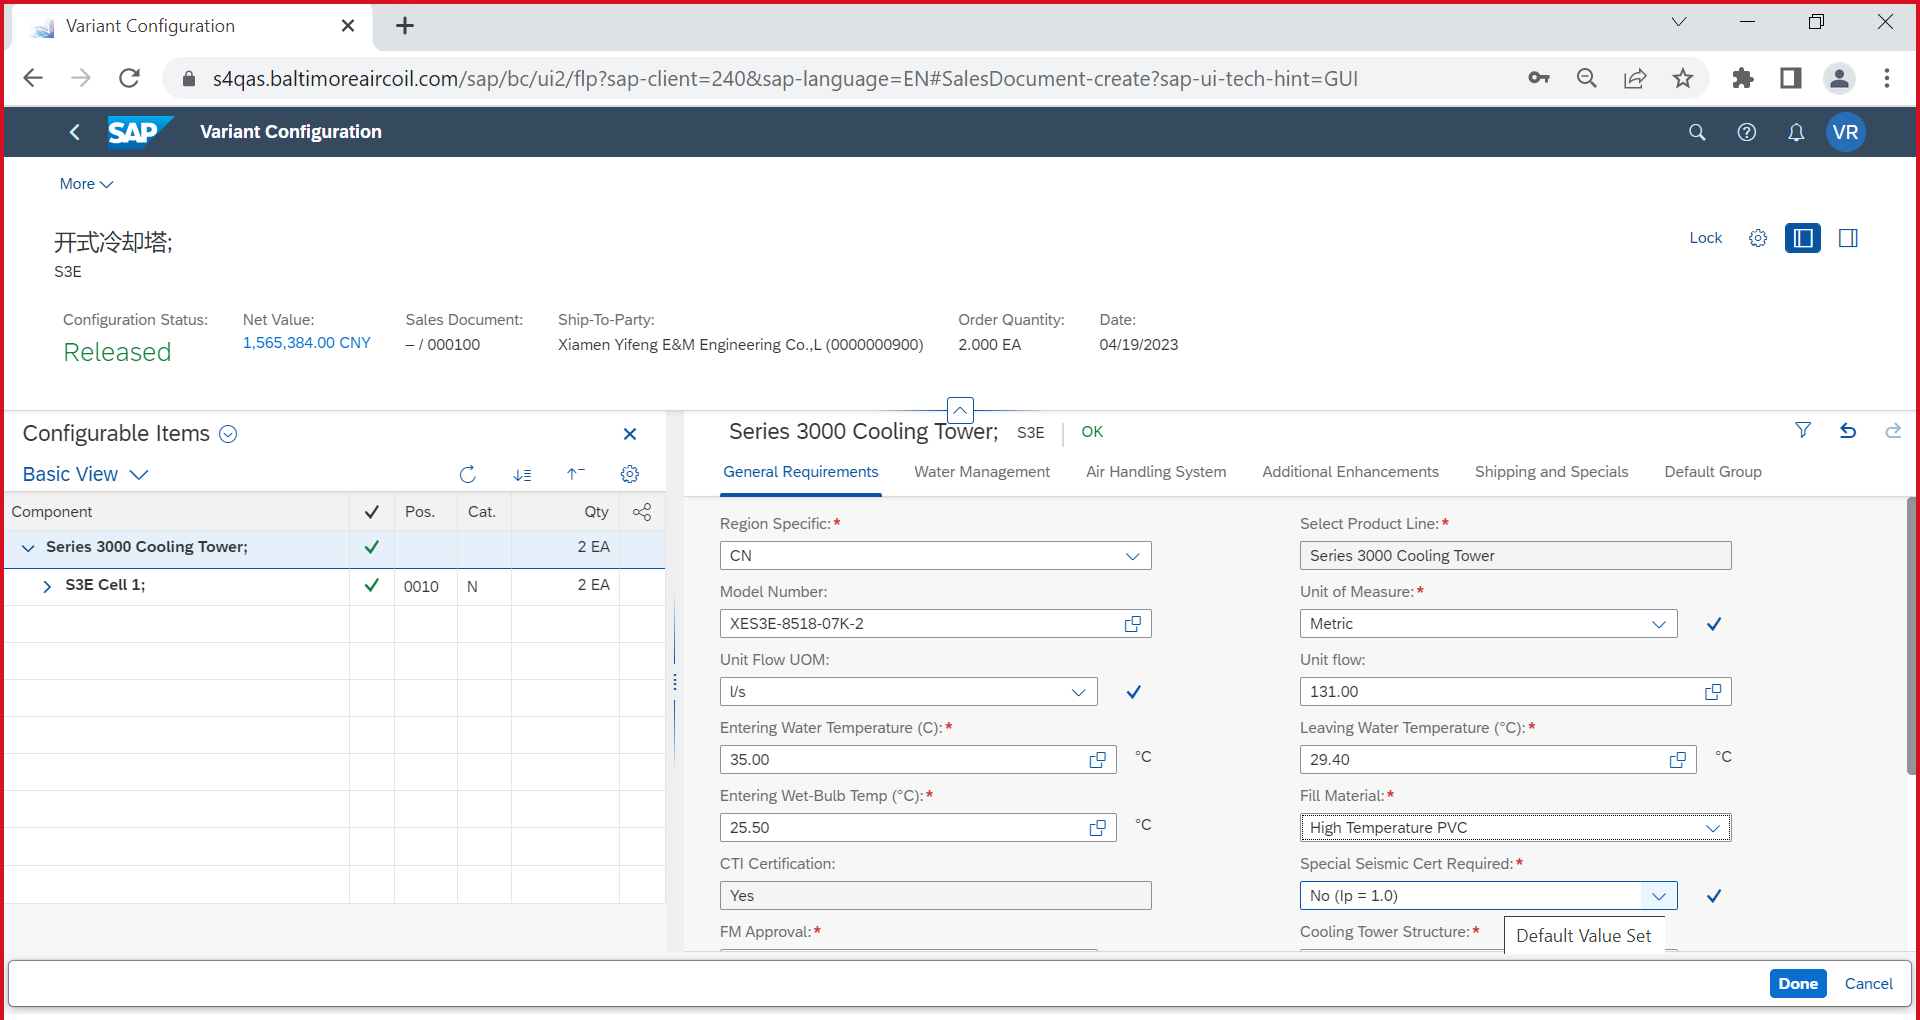 Variant Configuration
s4qas.baltimoreaircoil.com/sap/bc/ui2/flp?sap-client=240&sap-language=EN#SalesDocument-create?sap-ui-tech-hint=GUI
SAP Variant Configuration VR
More
开式冷却塔;
S3E
Lock
Configuration Status: Net Value: Sales Document: Ship-To-Party: Order Quantity: Date:
Released 1,565,384.00 CNY – / 000100 Xiamen Yifeng E&M Engineering Co.,L (0000000900) 2.000 EA 04/19/2023
Configurable Items
Basic View
Component Pos. Cat. Qty
Series 3000 Cooling Tower; 2 EA
S3E Cell 1; 0010 N 2 EA
Series 3000 Cooling Tower; S3E OK
General Requirements Water Management Air Handling System Additional Enhancements Shipping and Specials Default Group
Region Specific:* Select Product Line:*
CN Series 3000 Cooling Tower
Model Number: Unit of Measure:*
XES3E-8518-07K-2 Metric
Unit Flow UOM: Unit flow:
l/s 131.00
Entering Water Temperature (C):* Leaving Water Temperature (°C):*
35.00 °C 29.40 °C
Entering Wet-Bulb Temp (°C):* Fill Material:*
25.50 °C High Temperature PVC
CTI Certification: Special Seismic Cert Required:*
Yes No (Ip = 1.0)
FM Approval:* Cooling Tower Structure:*
Default Value Set
Done Cancel